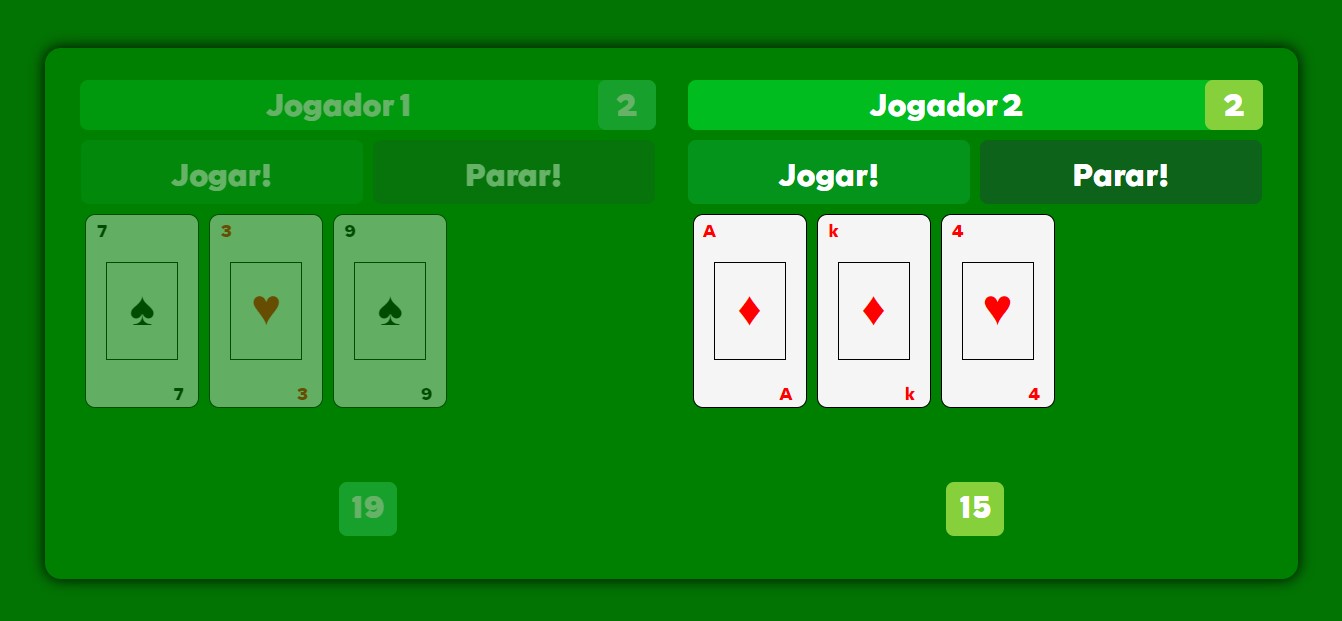 Jogador 1 2
Jogar! Parar!
7 3 9
7 3 9
19
Jogador 2 2
Jogar! Parar!
A k 4
A k 4
15